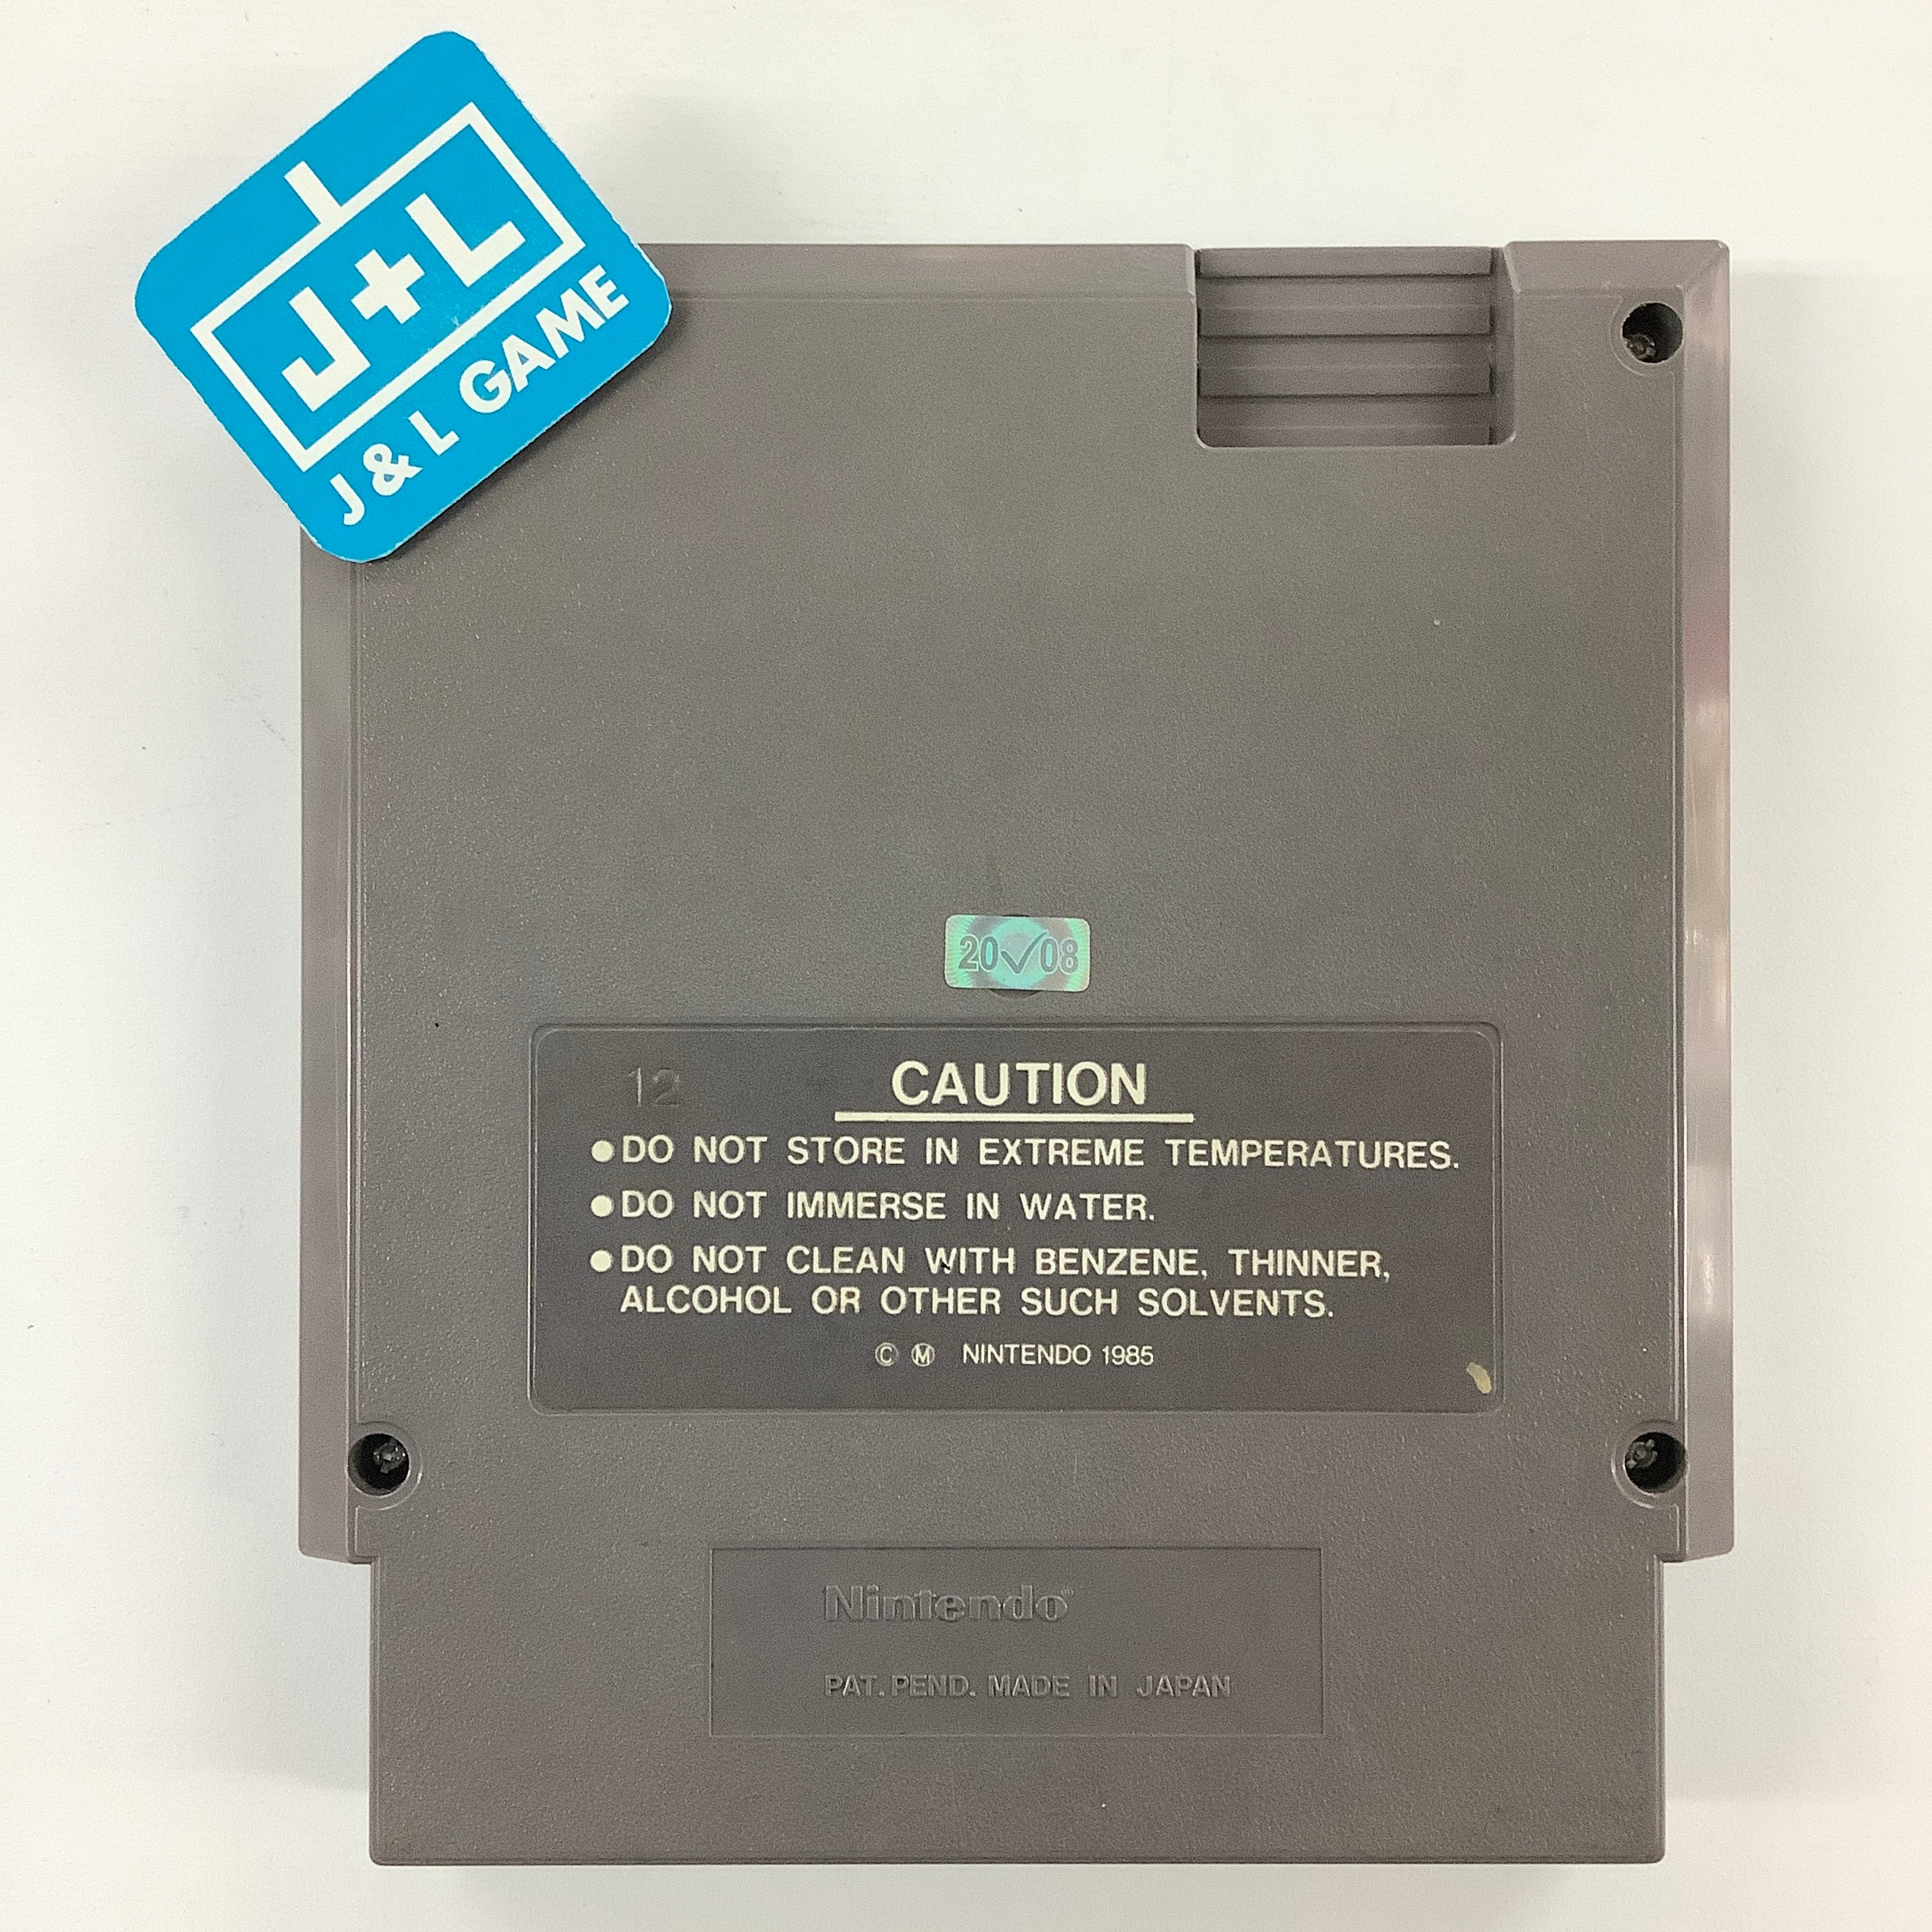 J+L
J & L GAME
20✓08
12
CAUTION
●DO NOT STORE IN EXTREME TEMPERATURES.
●DO NOT IMMERSE IN WATER.
●DO NOT CLEAN WITH BENZENE, THINNER,
ALCOHOL OR OTHER SUCH SOLVENTS.
© Ⓜ NINTENDO 1985
Nintendo®
PAT. PEND. MADE IN JAPAN